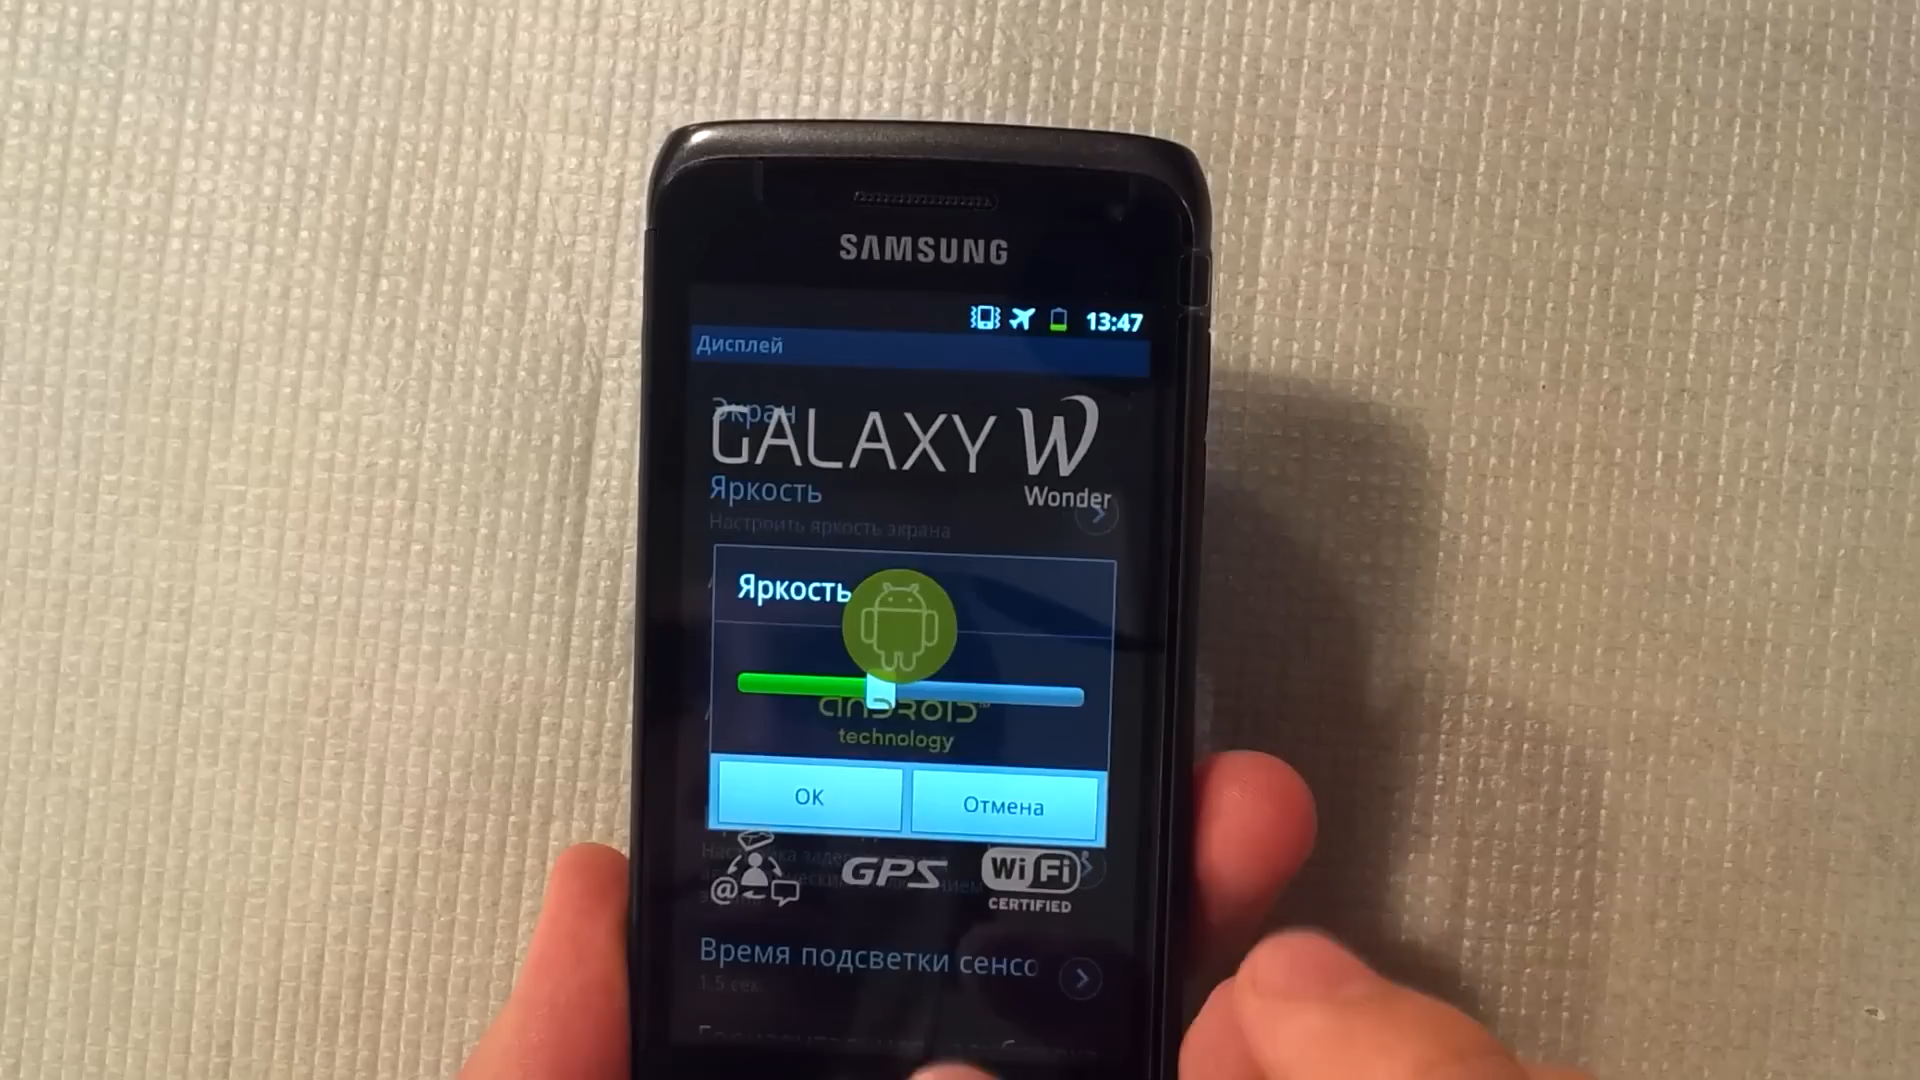 SAMSUNG
13:47
Дисплей
Экран
GALAXY W
Яркость
Wonder
Настроить яркость экрана
Яркость
android™
technology
OK
Отмена
@
GPS
Wi Fi
CERTIFIED
Время подсветки сенсо
1,5 сек.